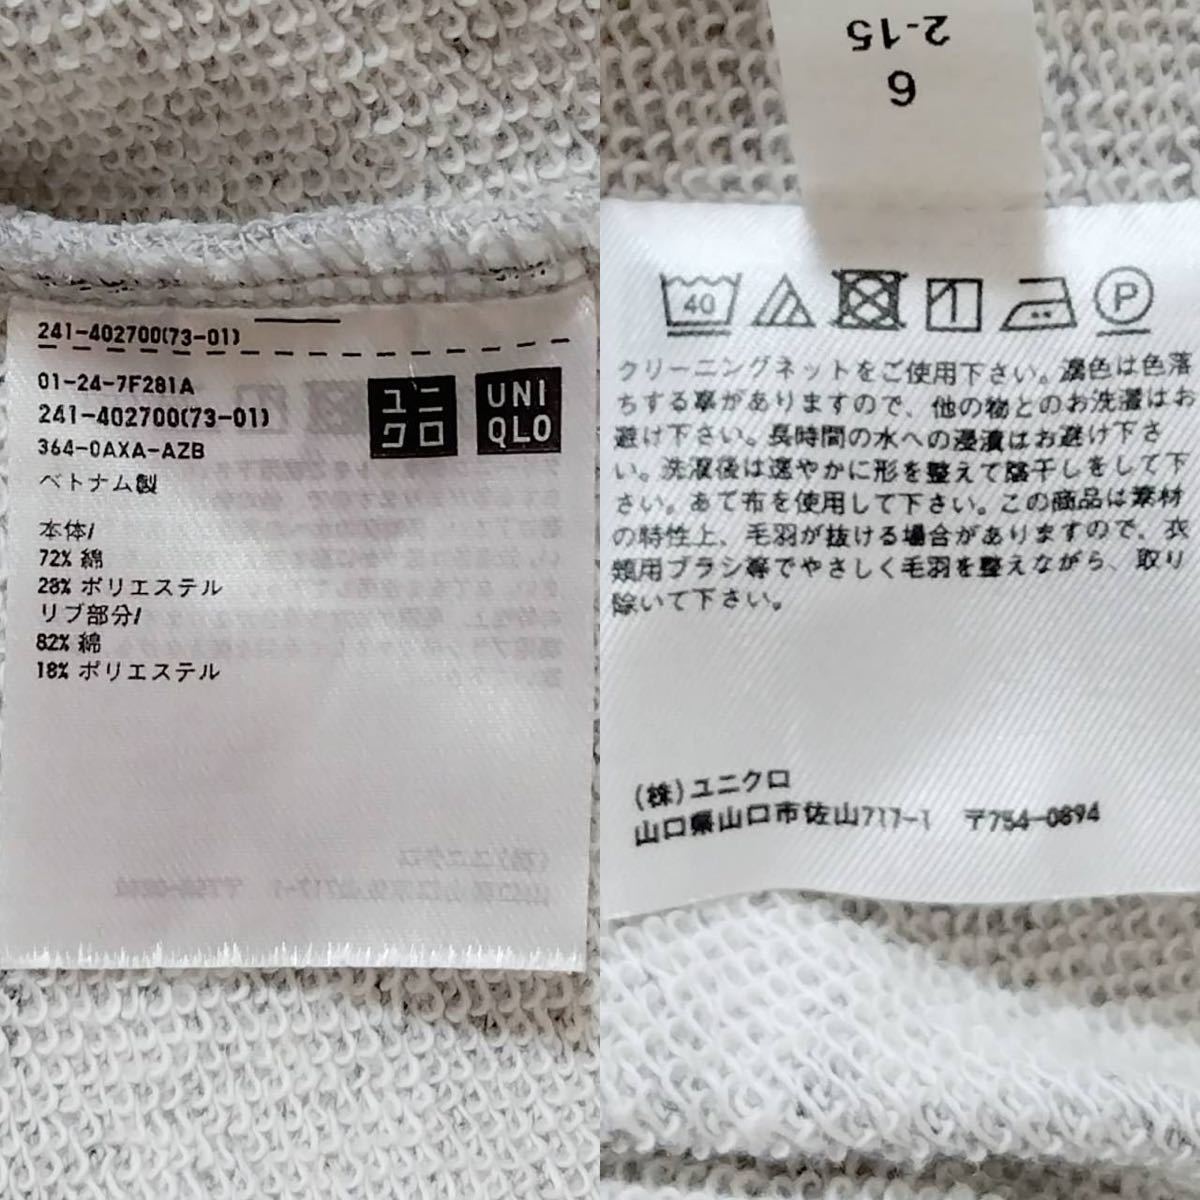 241-402700(73-01)
01-24-7F281A
241-402700(73-01)
364-0AXA-AZB
ベトナム製
ユニ
クロ
UNI
QLO
本体/
72% 綿
28% ポリエステル
リブ部分/
82% 綿
18% ポリエステル
2-15
6
40
P
クリーニングネットをご使用下さい。濃色は色落
ちする事がありますので、他の物とのお洗濯はお
避け下さい。長時間の水への浸漬はお避け下さ
い。洗濯後は速やかに形を整えて陰干しをして下
さい。あて布を使用して下さい。この商品は素材
の特性上、毛羽が抜ける場合がありますので、衣
類用ブラシ等でやさしく毛羽を整えながら、取り
除いて下さい。
(株)ユニクロ
山口県山口市佐山717-1 〒754-0894